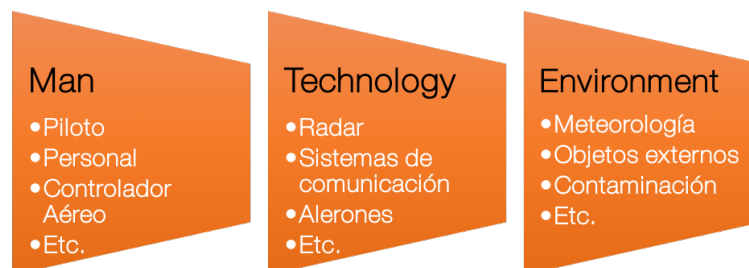 Man
•Piloto
•Personal
•Controlador
Aéreo
•Etc.
Technology
•Radar
•Sistemas de
comunicación
•Alerones
•Etc.
Environment
•Meteorología
•Objetos externos
•Contaminación
•Etc.